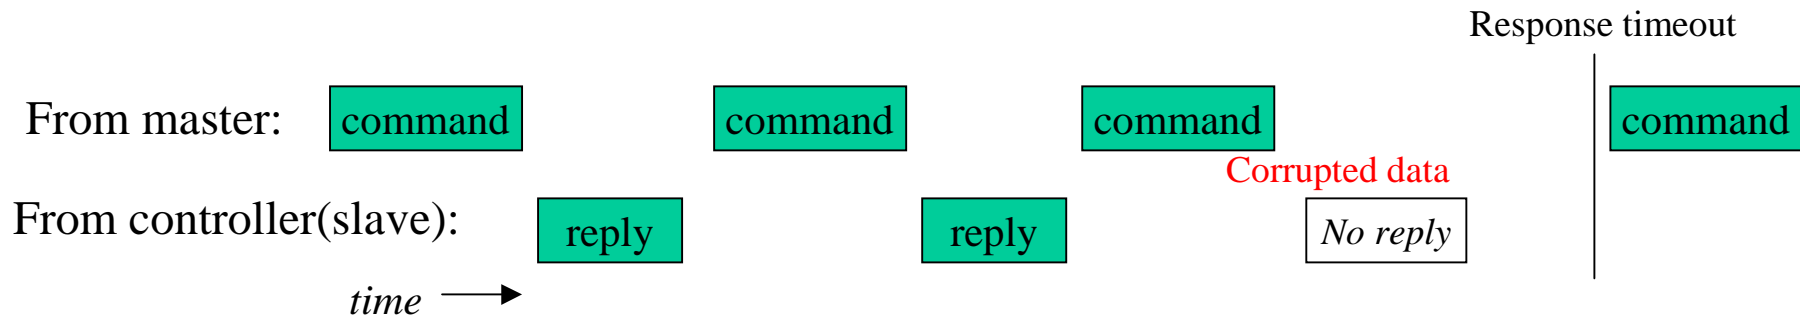 Response timeout
From master:
command
command
command
command
Corrupted data
From controller(slave):
reply
reply
No reply
time